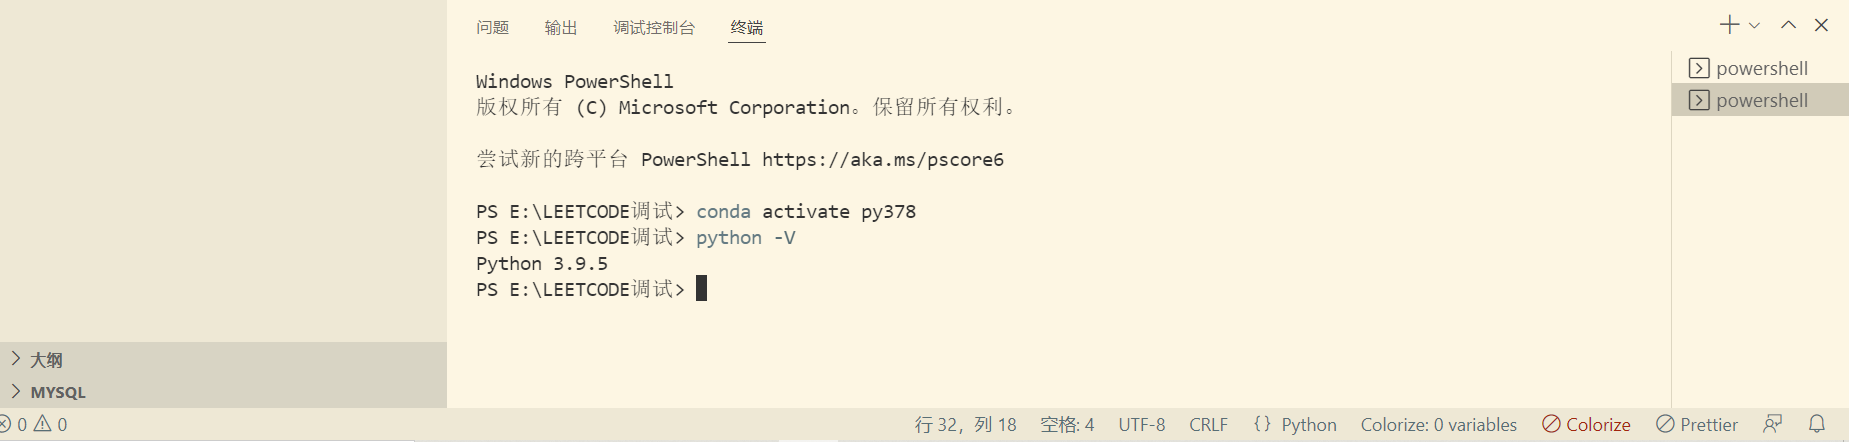 问题 输出 调试控制台 终端
Windows PowerShell
版权所有 (C) Microsoft Corporation。保留所有权利。
尝试新的跨平台 PowerShell https://aka.ms/pscore6
PS E:\LEETCODE调试> conda activate py378
PS E:\LEETCODE调试> python -V
Python 3.9.5
PS E:\LEETCODE调试>
powershell
powershell
大纲
MYSQL
0 0 行 32，列 18 空格: 4 UTF-8 CRLF {} Python Colorize: 0 variables Colorize Prettier